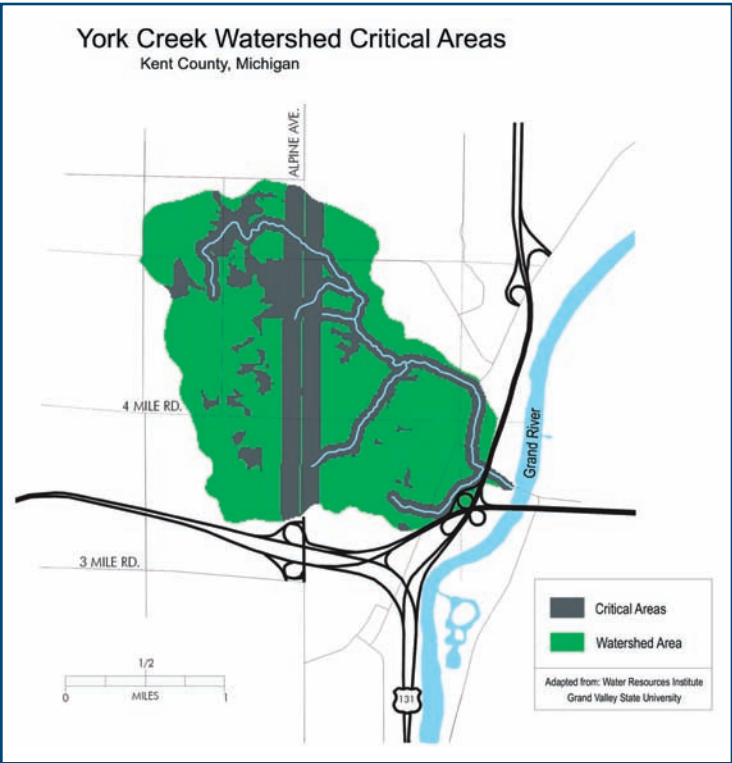 York Creek Watershed Critical Areas
Kent County, Michigan
ALPINE AVE.
4 MILE RD.
Grand River
3 MILE RD.
Critical Areas
Watershed Area
1/2
0 MILES 1
Adapted from: Water Resources Institute
Grand Valley State University
131